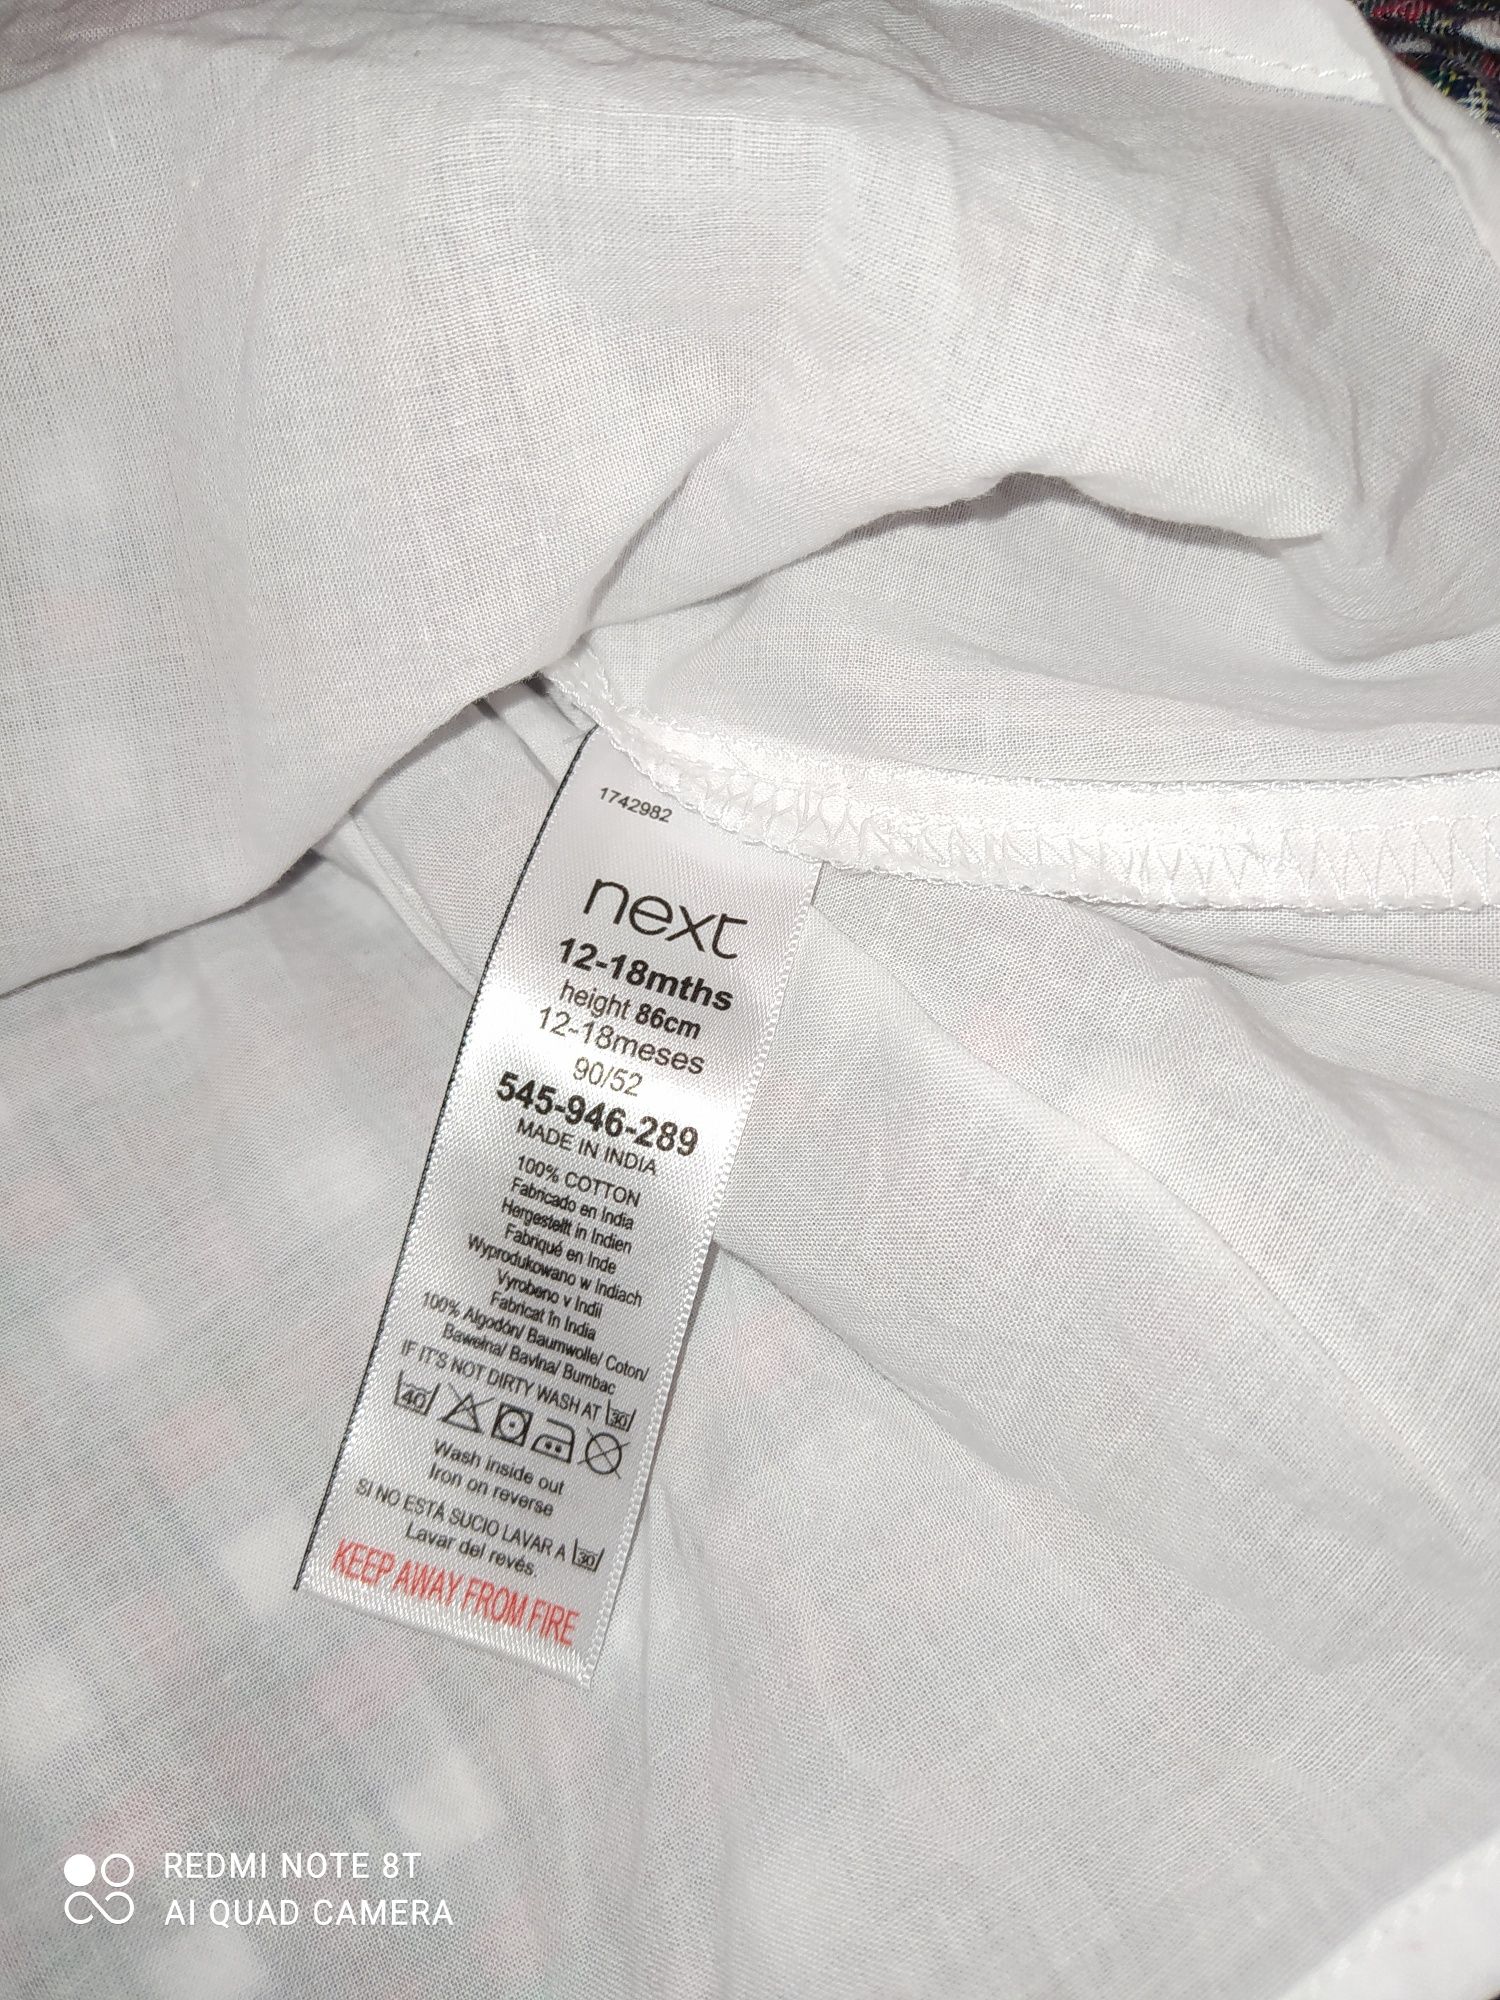 1742982
next
12-18mths
height 86cm
12-18meses
90/52
545-946-289
MADE IN INDIA
100% COTTON
Fabricado en India
Hergestellt in Indien
Fabriqué en Inde
Wyprodukowano w Indiach
Vyrobeno v Indii
Fabricat în India
100% Algodón/ Baumwolle/ Coton/
Bawełna/ Bavlna/ Bumbac
IF IT'S NOT DIRTY WASH AT 30
40
Wash inside out
Iron on reverse
SI NO ESTÁ SUCIO LAVAR A 30
Lavar del revés.
KEEP AWAY FROM FIRE
REDMI NOTE 8T
AI QUAD CAMERA